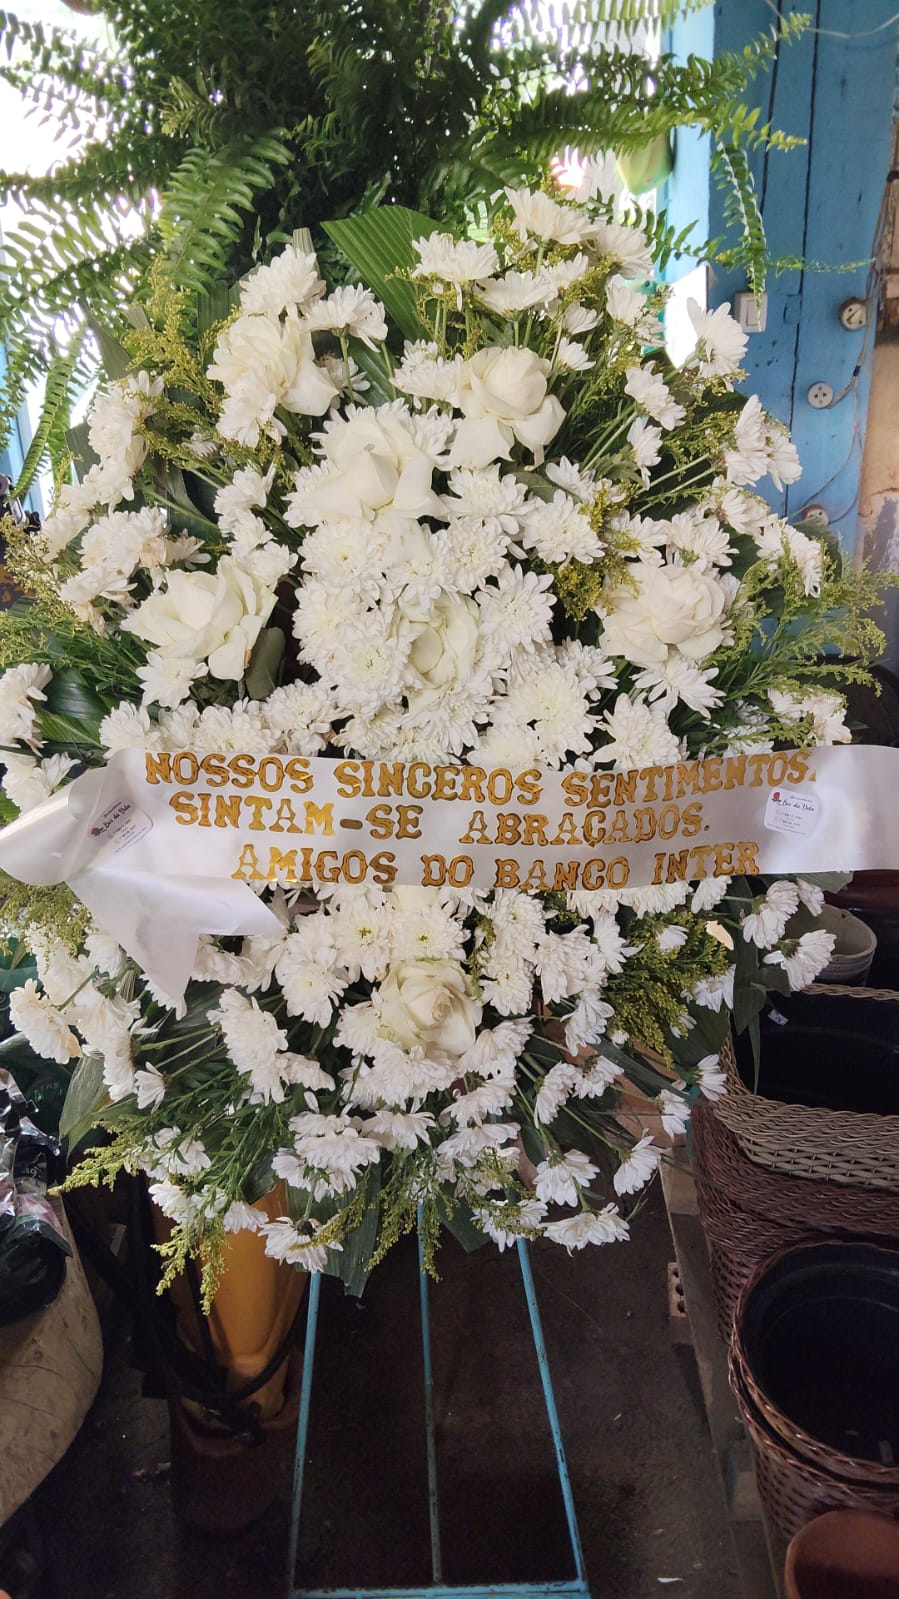 NOSSOS SINCEROS SENTIMENTOS.
SINTAM-SE ABRAÇADOS.
AMIGOS DO BANCO INTER